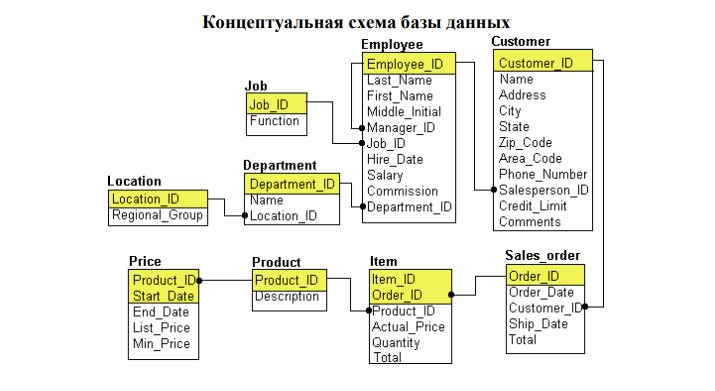 Концептуальная схема базы данных
Employee
Employee_ID
Last_Name
First_Name
Middle_Initial
Manager_ID
Job_ID
Hire_Date
Salary
Commission
Department_ID
Customer
Customer_ID
Name
Address
City
State
Zip_Code
Area_Code
Phone_Number
Salesperson_ID
Credit_Limit
Comments
Job
Job_ID
Function
Department
Department_ID
Name
Location_ID
Location
Location_ID
Regional_Group
Price
Product_ID
Start_Date
End_Date
List_Price
Min_Price
Product
Product_ID
Description
Item
Item_ID
Order_ID
Product_ID
Actual_Price
Quantity
Total
Sales_order
Order_ID
Order_Date
Customer_ID
Ship_Date
Total